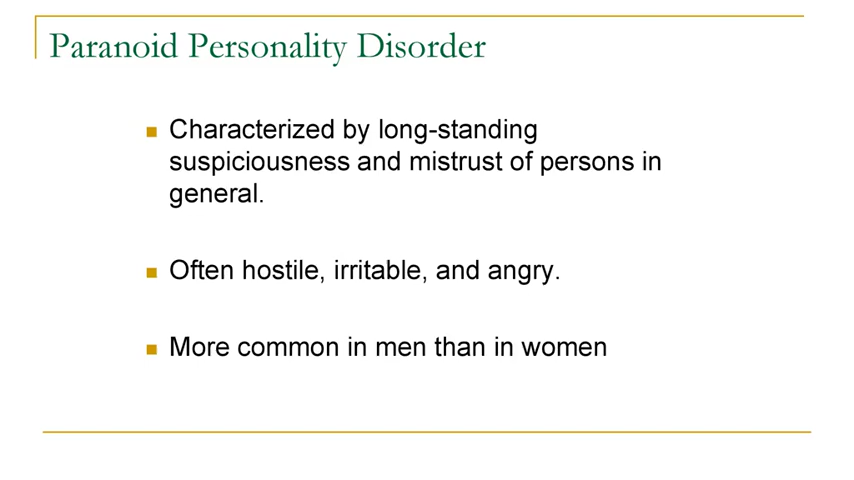 Paranoid Personality Disorder
Characterized by long-standing
suspiciousness and mistrust of persons in
general.
Often hostile, irritable, and angry.
More common in men than in women